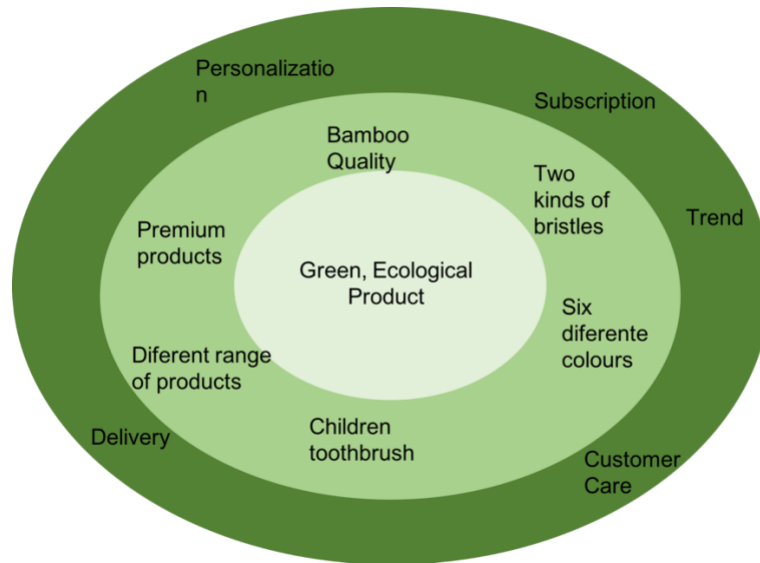 Personalizatio
n
Subscription
Bamboo
Quality
Two
kinds of
bristles
Trend
Premium
products
Green, Ecological
Product
Six
diferente
colours
Diferent range
of products
Children
toothbrush
Delivery
Customer
Care